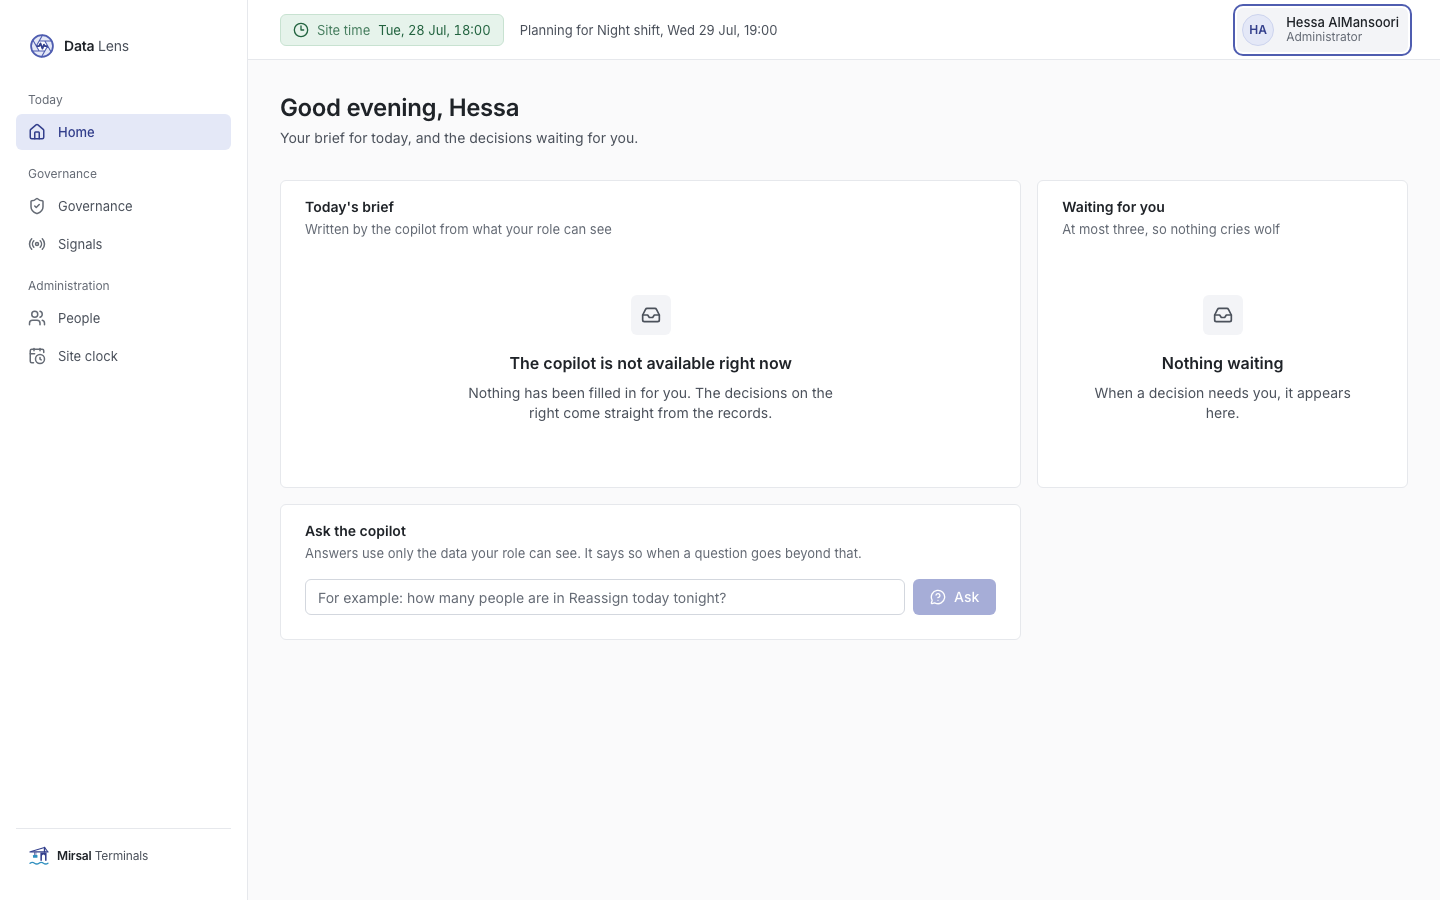 Data Lens
Today
Home
Governance
Governance
Signals
Administration
People
Site clock
Mirsal Terminals
Site time Tue, 28 Jul, 18:00
Planning for Night shift, Wed 29 Jul, 19:00
HA
Hessa AlMansoori
Administrator
Good evening, Hessa
Your brief for today, and the decisions waiting for you.
Today's brief
Written by the copilot from what your role can see
The copilot is not available right now
Nothing has been filled in for you. The decisions on the
right come straight from the records.
Waiting for you
At most three, so nothing cries wolf
Nothing waiting
When a decision needs you, it appears
here.
Ask the copilot
Answers use only the data your role can see. It says so when a question goes beyond that.
For example: how many people are in Reassign today tonight?
Ask